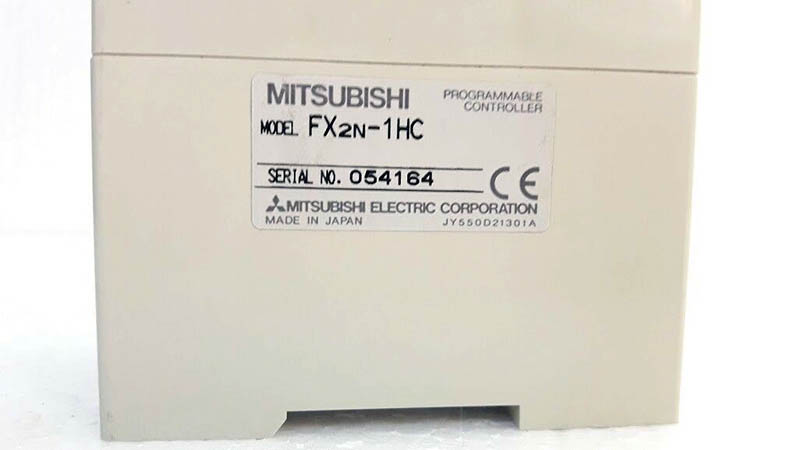 MITSUBISHI
PROGRAMMABLE
CONTROLLER
MODEL FX2N-1HC
SERIAL NO. 054164
CE
MITSUBISHI ELECTRIC CORPORATION
MADE IN JAPAN JY550D21301A